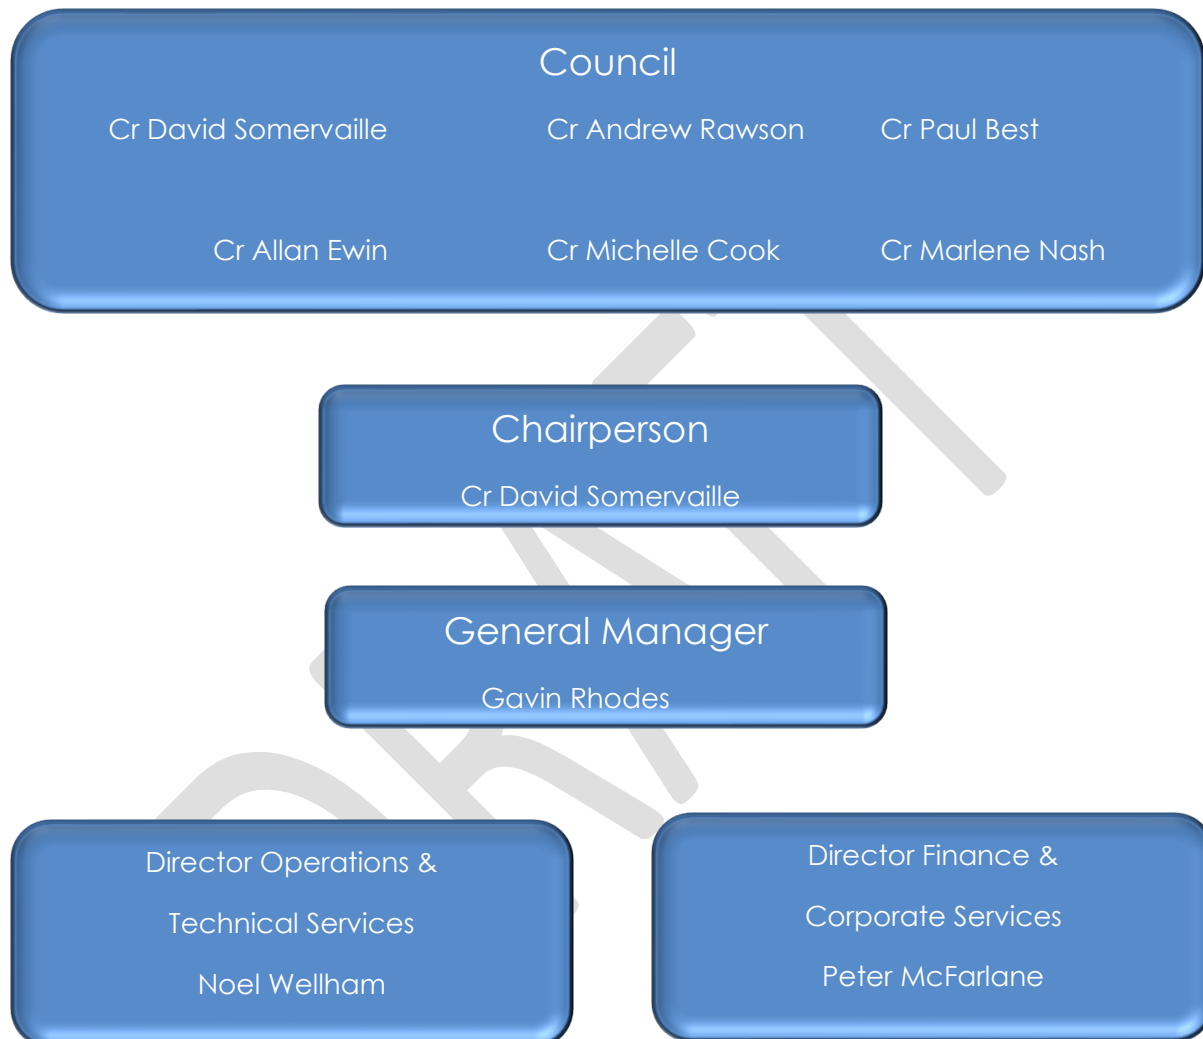 Council
Cr David Somervaille Cr Andrew Rawson Cr Paul Best
Cr Allan Ewin Cr Michelle Cook Cr Marlene Nash
Chairperson
Cr David Somervaille
General Manager
Gavin Rhodes
Director Operations &
Technical Services
Noel Wellham
Director Finance &
Corporate Services
Peter McFarlane
DRAFT